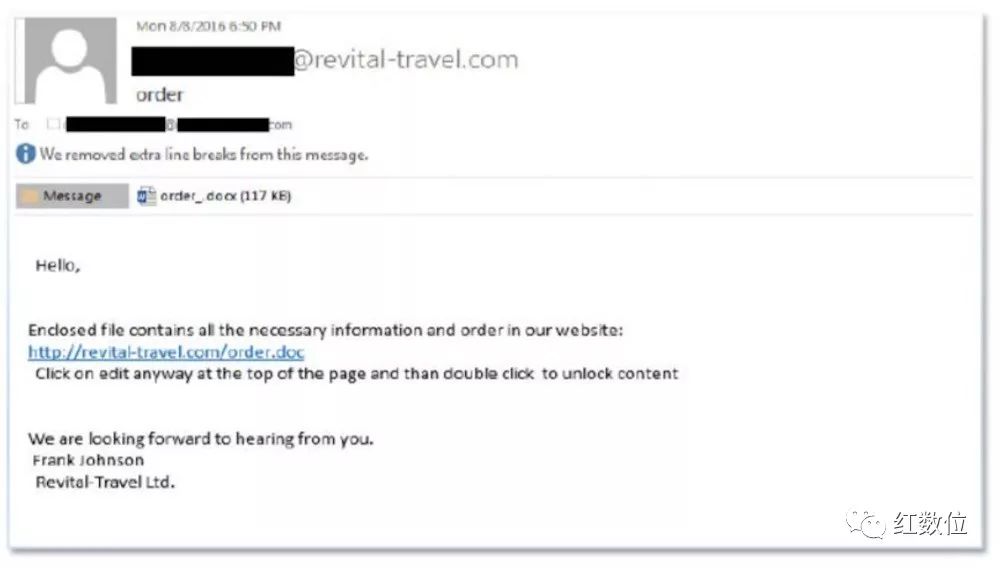 Mon 8/8/2016 6:50 PM
@revital-travel.com
order
To @ com
We removed extra line breaks from this message.
Message order_.docx (117 KB)
Hello,
Enclosed file contains all the necessary information and order in our website:
http://revital-travel.com/order.doc
Click on edit anyway at the top of the page and than double click to unlock content
We are looking forward to hearing from you.
Frank Johnson
Revital-Travel Ltd.
红数位